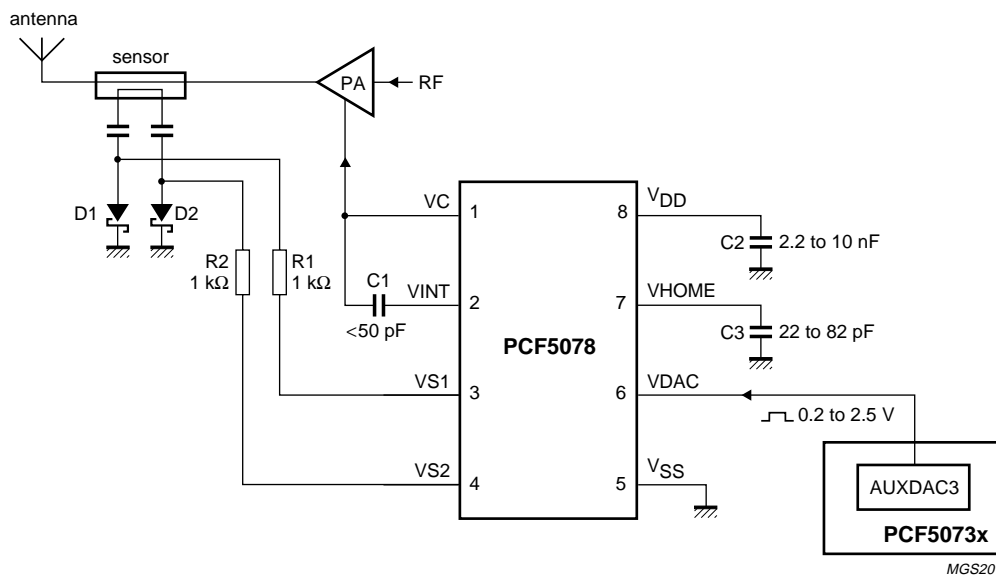 antenna
sensor
PA
RF
D1
D2
R2
1 kΩ
R1
1 kΩ
C1
<50 pF
VC
VINT
VS1
VS2
1
2
3
4
PCF5078
8
7
6
5
VDD
VHOME
VDAC
VSS
C2
2.2 to 10 nF
C3
22 to 82 pF
0.2 to 2.5 V
AUXDAC3
PCF5073x
MGS20